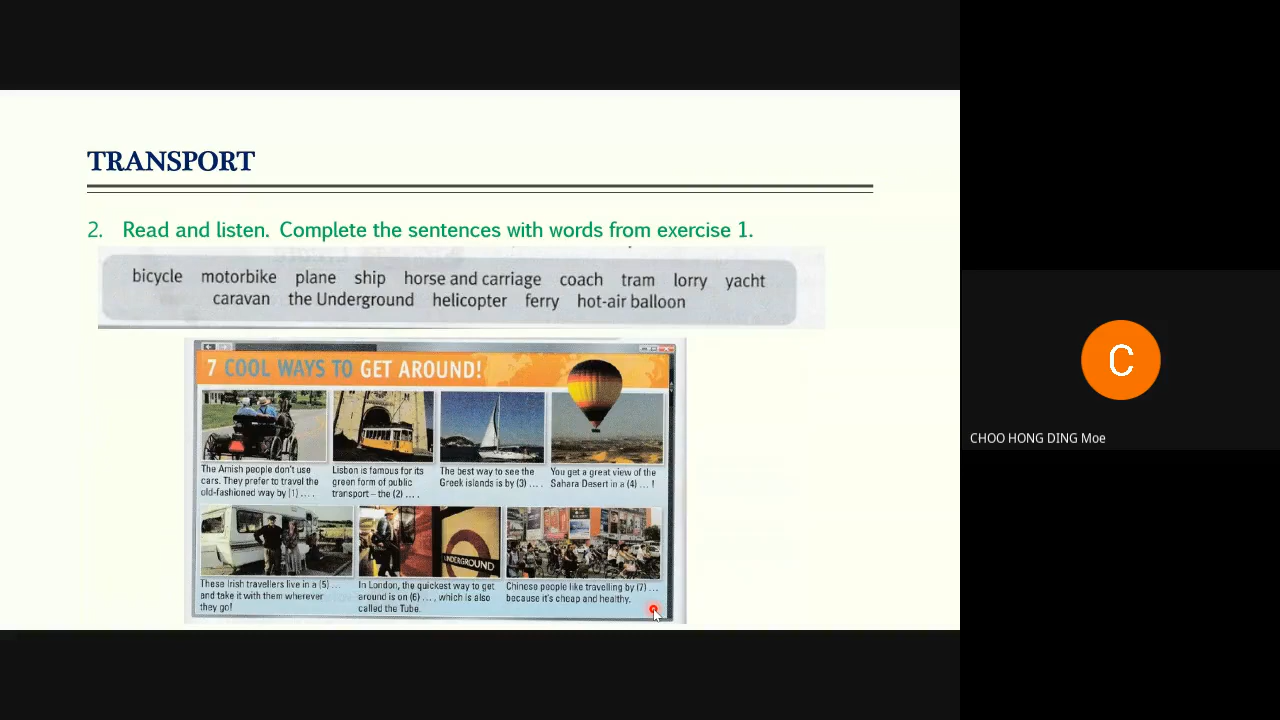 TRANSPORT
2. Read and listen. Complete the sentences with words from exercise 1.
bicycle motorbike plane ship horse and carriage coach tram lorry yacht
caravan the Underground helicopter ferry hot-air balloon
7 COOL WAYS TO GET AROUND!
The Amish people don't use
cars. They prefer to travel the
old-fashioned way by (1) ... .
Lisbon is famous for its
green form of public
transport – the (2) ... .
The best way to see the
Greek islands is by (3) ... .
You get a great view of the
Sahara Desert in a (4) ... !
These Irish travellers live in a (5) ...
and take it with them wherever
they go!
UNDERGROUND
In London, the quickest way to get
around is on (6) ... , which is also
called the Tube.
Chinese people like travelling by (7) ...
because it's cheap and healthy.
C
CHOO HONG DING Moe